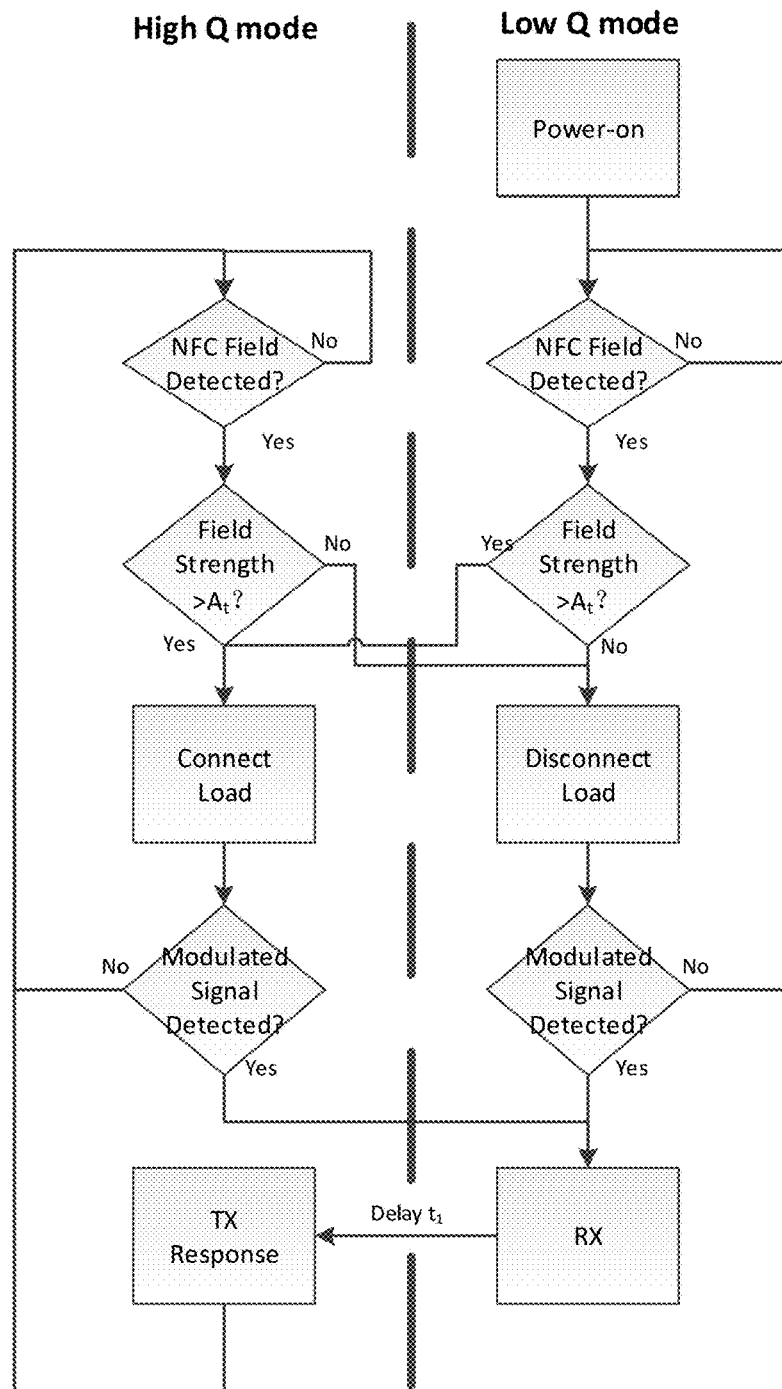 High Q mode
Low Q mode
Power-on
NFC Field
Detected?
No
Yes
NFC Field
Detected?
No
Yes
Field
Strength
>At?
No
Yes
Field
Strength
>At?
Yes
No
Connect
Load
Disconnect
Load
Modulated
Signal
Detected?
No
Yes
Modulated
Signal
Detected?
No
Yes
TX
Response
Delay t1
RX